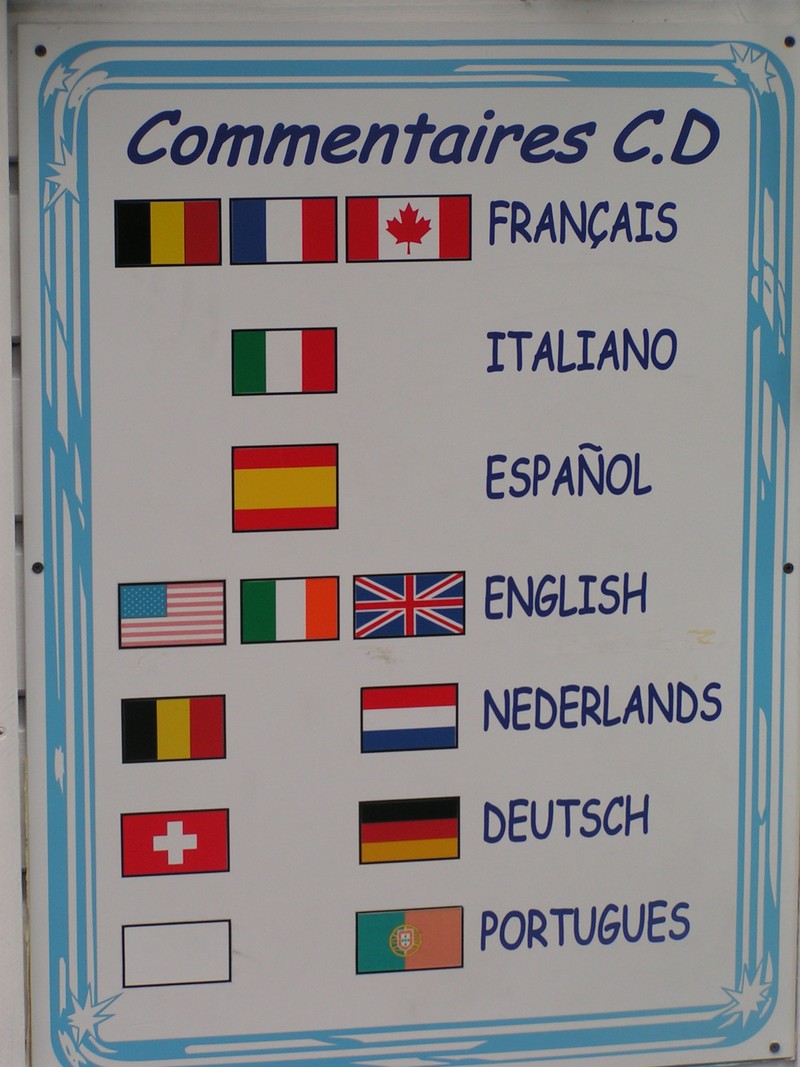 Commentaires C.D
FRANÇAIS
ITALIANO
ESPAÑOL
ENGLISH
NEDERLANDS
DEUTSCH
PORTUGUES